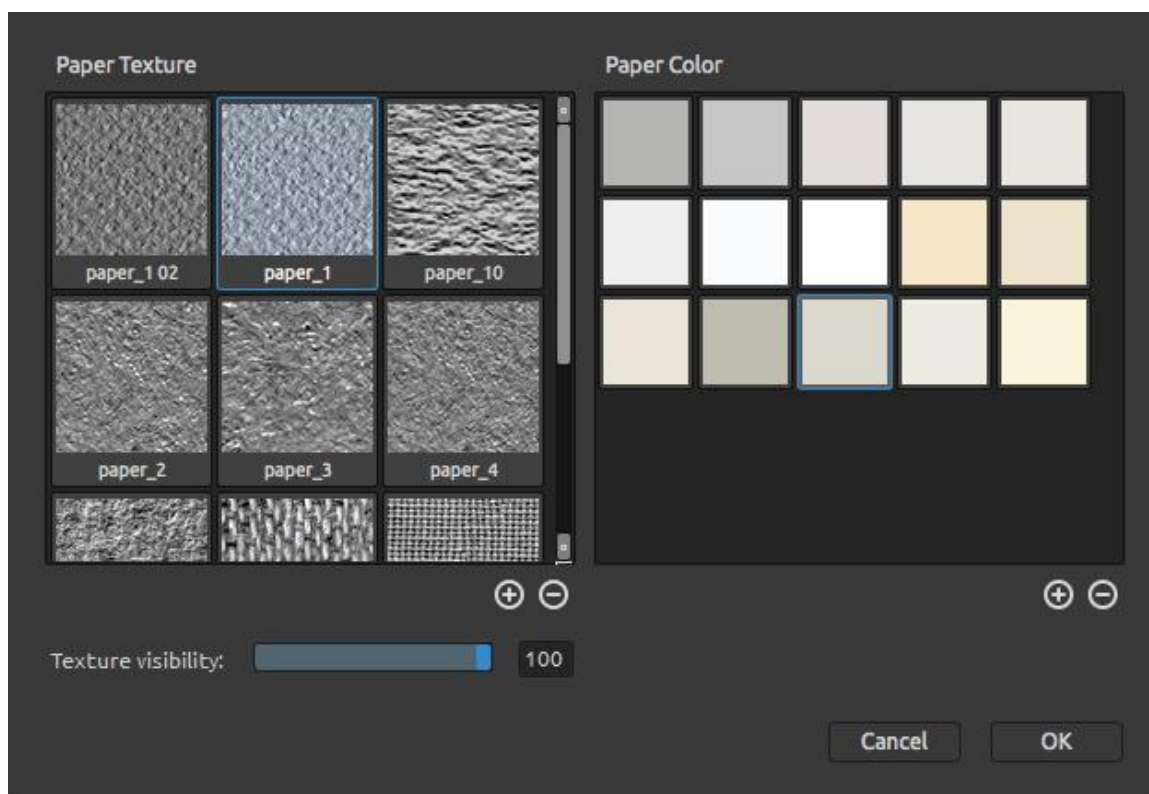 Paper Texture
Paper Color
paper_1 02
paper_1
paper_10
paper_2
paper_3
paper_4
Texture visibility:
100
Cancel
OK